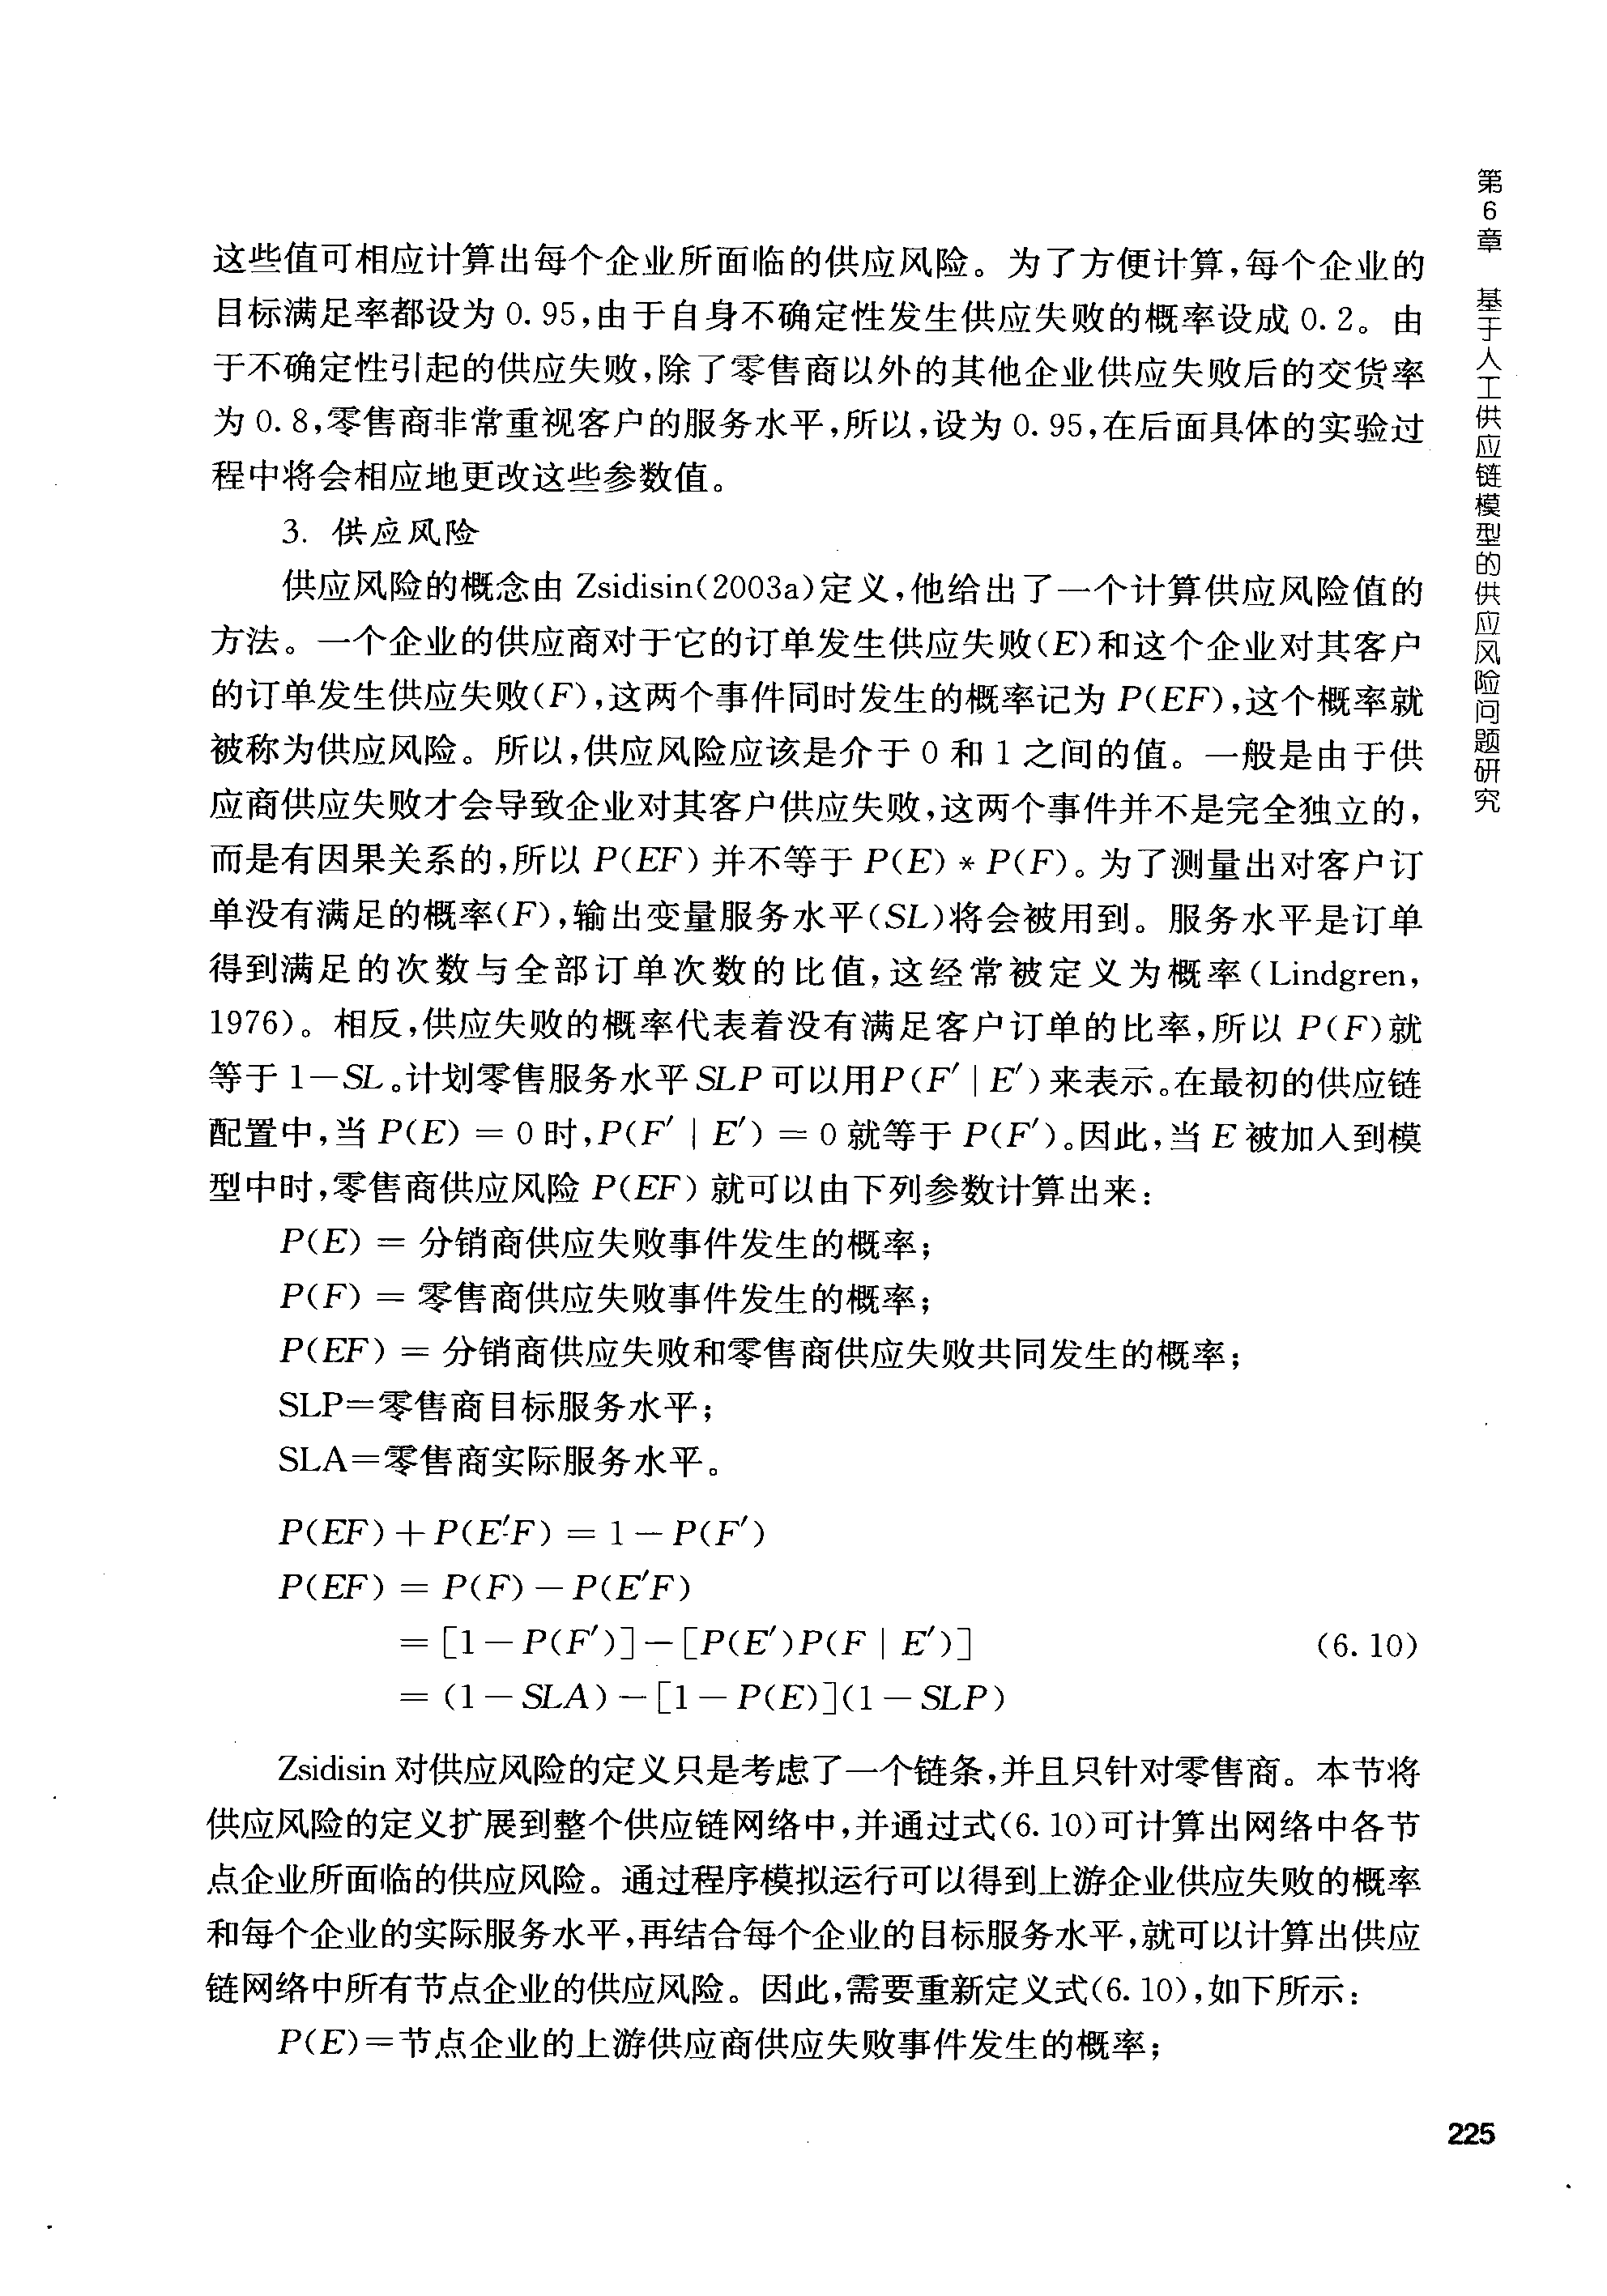 第6章 基于人工供应链模型的供应风险问题研究
这些值可相应计算出每个企业所面临的供应风险。为了方便计算,每个企业的
目标满足率都设为0.95,由于自身不确定性发生供应失败的概率设成0.2。由
于不确定性引起的供应失败,除了零售商以外的其他企业供应失败后的交货率
为0.8,零售商非常重视客户的服务水平,所以,设为0.95,在后面具体的实验过
程中将会相应地更改这些参数值。
3. 供应风险
供应风险的概念由 Zsidisin(2003a)定义,他给出了一个计算供应风险值的
方法。一个企业的供应商对于它的订单发生供应失败(E)和这个企业对其客户
的订单发生供应失败(F),这两个事件同时发生的概率记为 P(EF),这个概率就
被称为供应风险。所以,供应风险应该是介于 0 和 1 之间的值。一般是由于供
应商供应失败才会导致企业对其客户供应失败,这两个事件并不是完全独立的,
而是有因果关系的,所以 P(EF) 并不等于 P(E) * P(F)。为了测量出对客户订
单没有满足的概率(F),输出变量服务水平(SL)将会被用到。服务水平是订单
得到满足的次数与全部订单次数的比值,这经常被定义为概率(Lindgren,
1976)。相反,供应失败的概率代表着没有满足客户订单的比率,所以 P(F)就
等于 1-SL。计划零售服务水平 SLP 可以用P(F′ | E′)来表示。在最初的供应链
配置中,当 P(E) = 0 时,P(F′ | E′) = 0 就等于 P(F′)。因此,当 E 被加入到模
型中时,零售商供应风险 P(EF) 就可以由下列参数计算出来:
P(E) = 分销商供应失败事件发生的概率;
P(F) = 零售商供应失败事件发生的概率;
P(EF) = 分销商供应失败和零售商供应失败共同发生的概率;
SLP=零售商目标服务水平;
SLA=零售商实际服务水平。
P(EF)+P(E′F) = 1-P(F′)
P(EF) = P(F)-P(E′F)
= [1-P(F′)]-[P(E′)P(F | E′)] (6.10)
= (1-SLA)-[1-P(E)](1-SLP)
Zsidisin 对供应风险的定义只是考虑了一个链条,并且只针对零售商。本节将
供应风险的定义扩展到整个供应链网络中,并通过式(6.10)可计算出网络中各节
点企业所面临的供应风险。通过程序模拟运行可以得到上游企业供应失败的概率
和每个企业的实际服务水平,再结合每个企业的目标服务水平,就可以计算出供应
链网络中所有节点企业的供应风险。因此,需要重新定义式(6.10),如下所示:
P(E)=节点企业的上游供应商供应失败事件发生的概率;
225